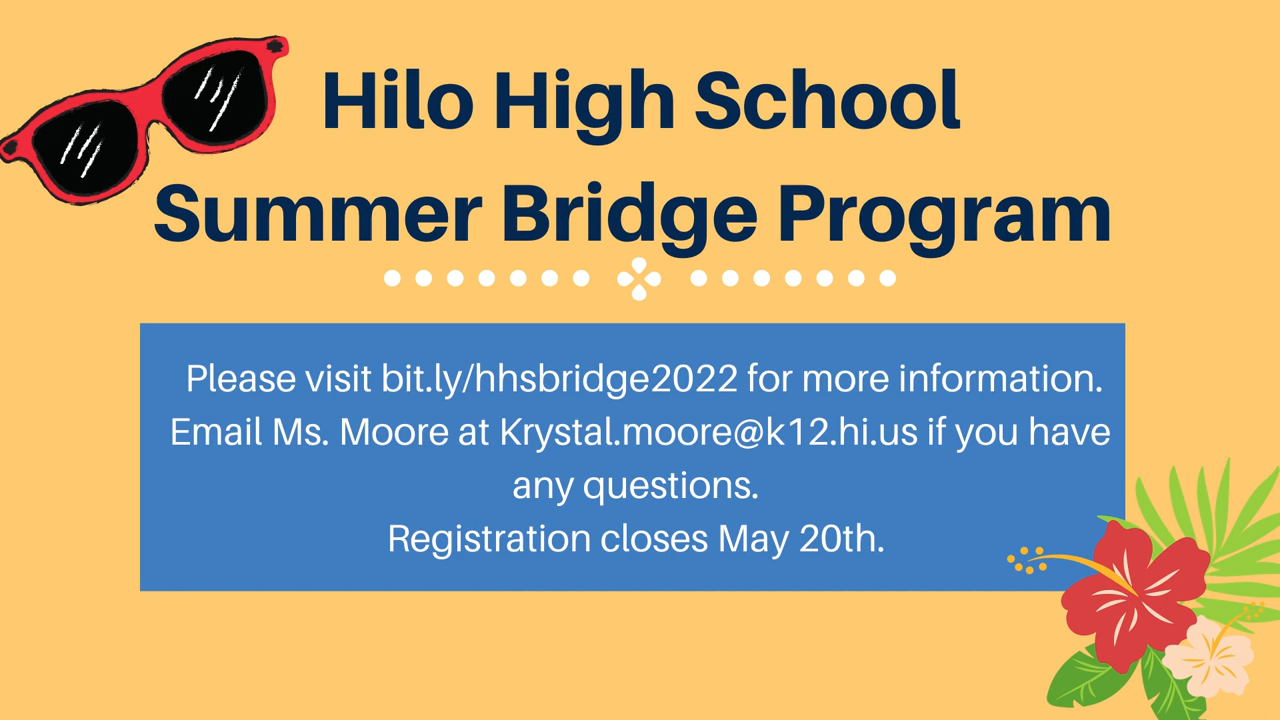 Hilo High School
Summer Bridge Program
Please visit bit.ly/hhsbridge2022 for more information.
Email Ms. Moore at Krystal.moore@k12.hi.us if you have
any questions.
Registration closes May 20th.